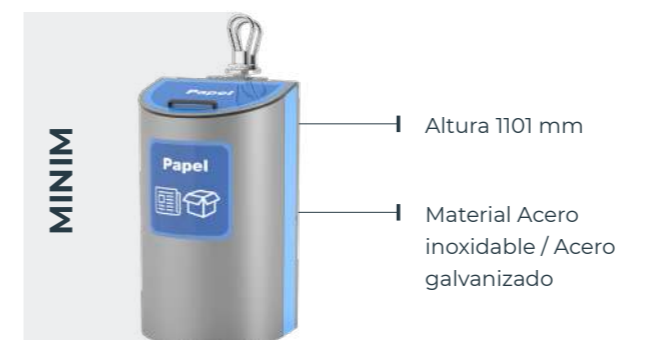 MINIM
Papel
Papel
Altura 1101 mm
Material Acero
inoxidable / Acero
galvanizado